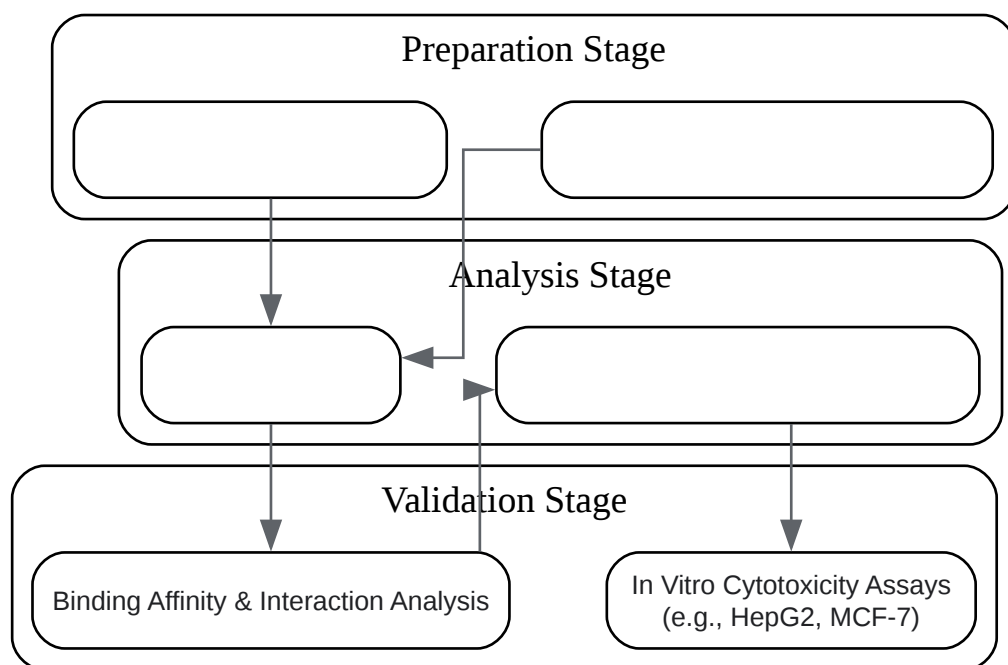 Preparation Stage
Analysis Stage
Validation Stage
Binding Affinity & Interaction Analysis
In Vitro Cytotoxicity Assays
(e.g., HepG2, MCF-7)